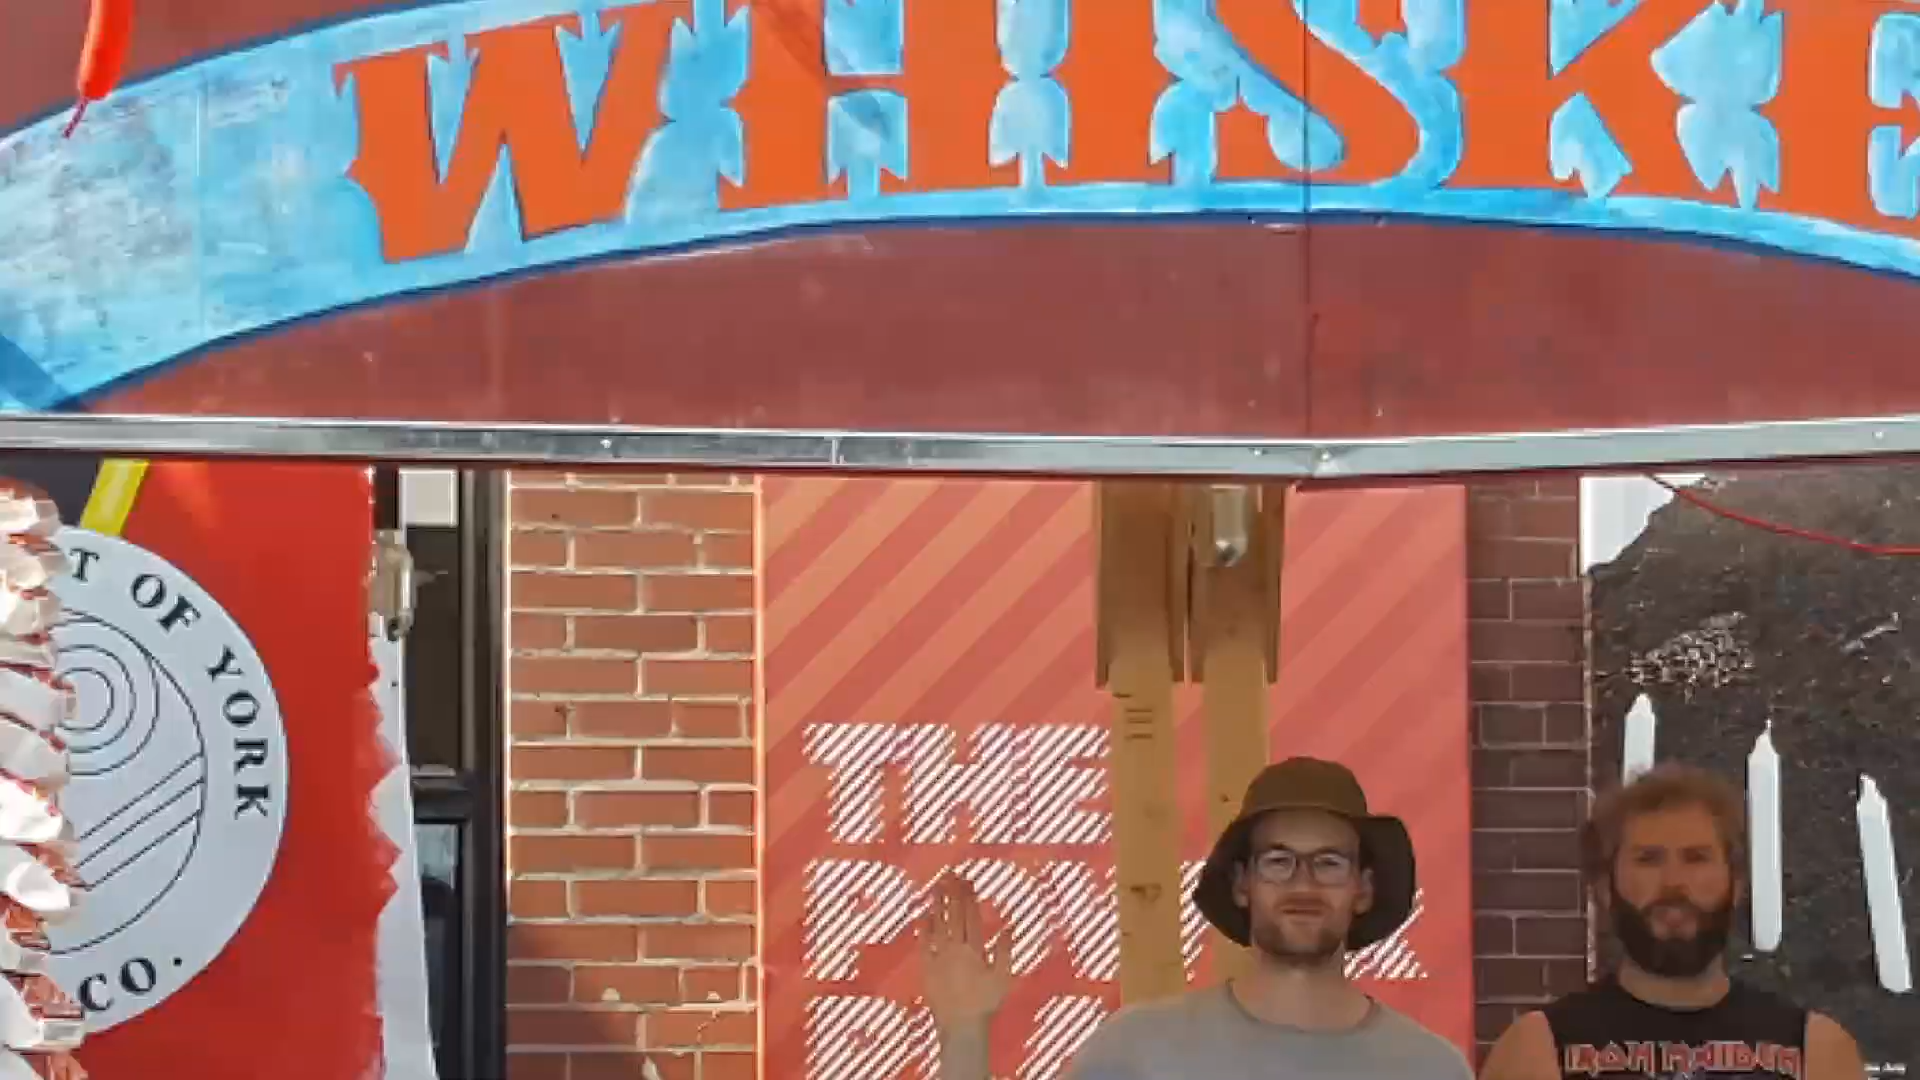 WHISKE
T OF YORK
CO.
THE
IRON MAIDEN